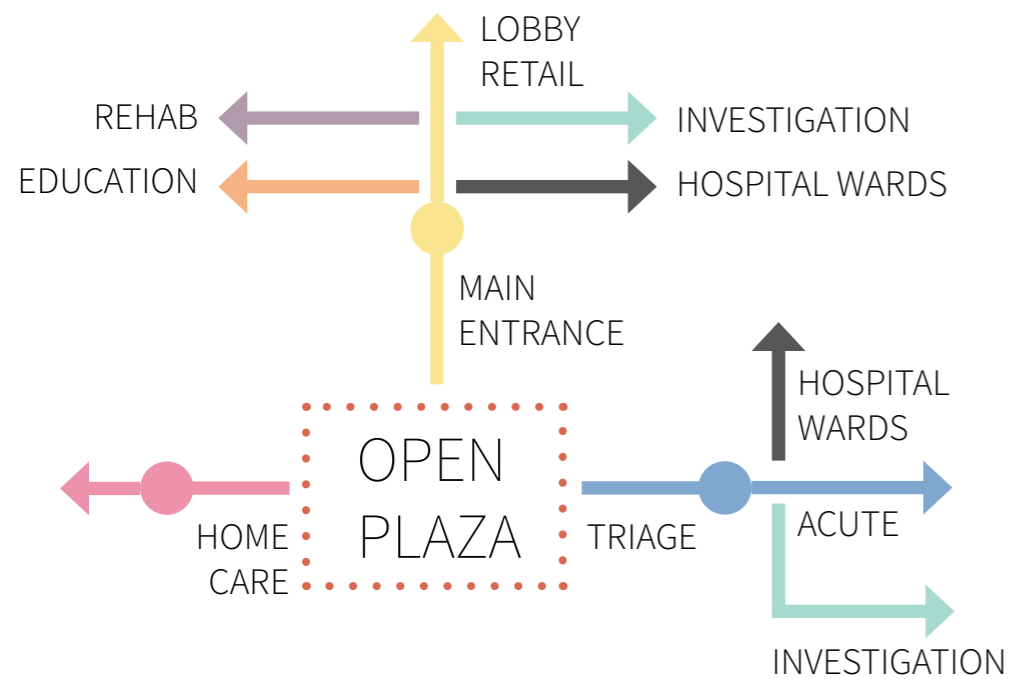 LOBBY
RETAIL
REHAB
INVESTIGATION
EDUCATION
HOSPITAL WARDS
MAIN
ENTRANCE
HOSPITAL
WARDS
OPEN
PLAZA
HOME
CARE
TRIAGE
ACUTE
INVESTIGATION